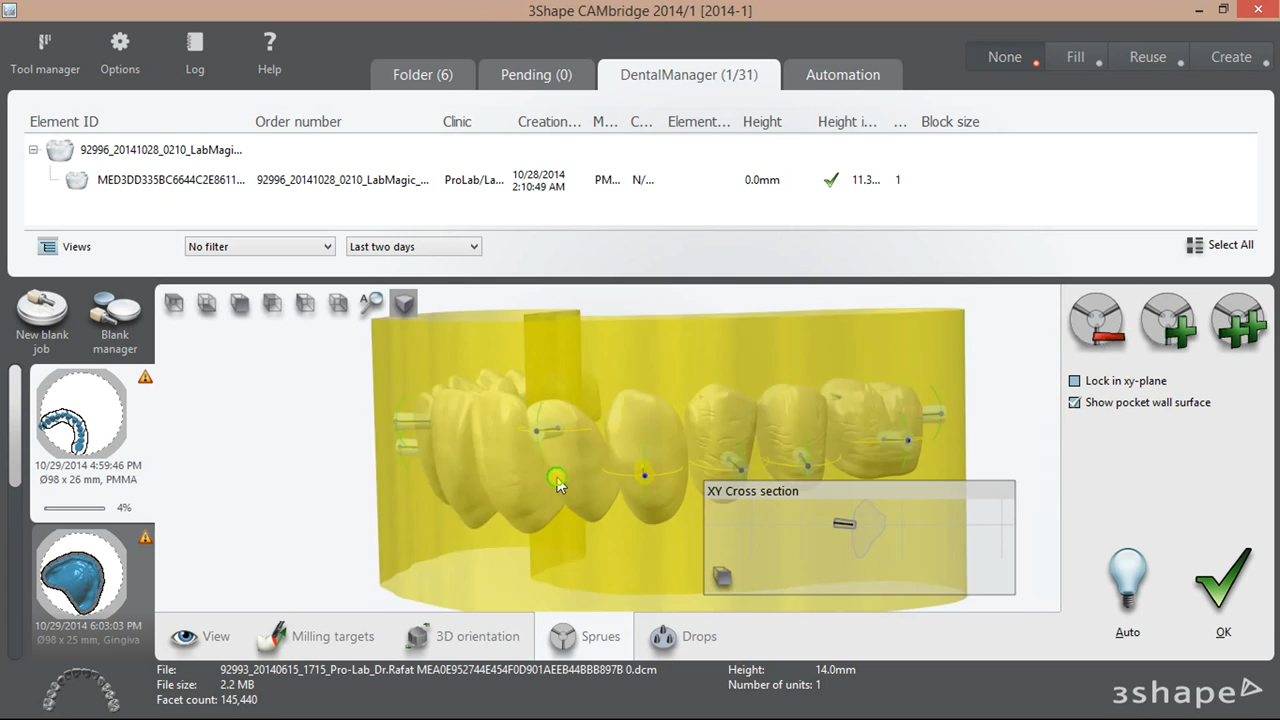 3Shape CAMbridge 2014/1 [2014-1]
Tool manager Options Log Help
None Fill Reuse Create
Folder (6) Pending (0) DentalManager (1/31) Automation
Element ID Order number Clinic Creation... M... C... Element... Height Height i... ... Block size
92996_20141028_0210_LabMagi...
MED3DD335BC6644C2E8611... 92996_20141028_0210_LabMagic_... ProLab/La... 10/28/2014 2:10:49 AM PM... N/... 0.0mm 11.3... 1
Views No filter Last two days Select All
New blank job
Blank manager
Lock in xy-plane
Show pocket wall surface
10/29/2014 4:59:46 PM
Ø98 x 26 mm, PMMA
4%
XY Cross section
10/29/2014 6:03:03 PM
Ø98 x 25 mm, Gingiva
Auto OK
View Milling targets 3D orientation Sprues Drops
File: 92993_20140615_1715_Pro-Lab_Dr.Rafat MEA0E952744E454F0D901AEEB44BBB897B 0.dcm
File size: 2.2 MB
Facet count: 145,440
Height: 14.0mm
Number of units: 1
3shape